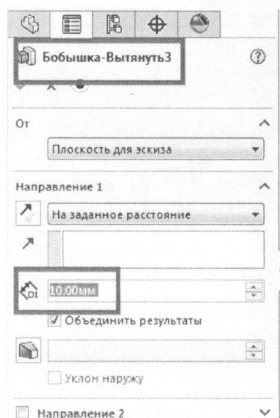 Бобышка-Вытянуть3
От
Плоскость для эскиза
Направление 1
На заданное расстояние
D1
10.00мм
Объединить результаты
Уклон наружу
Направление 2